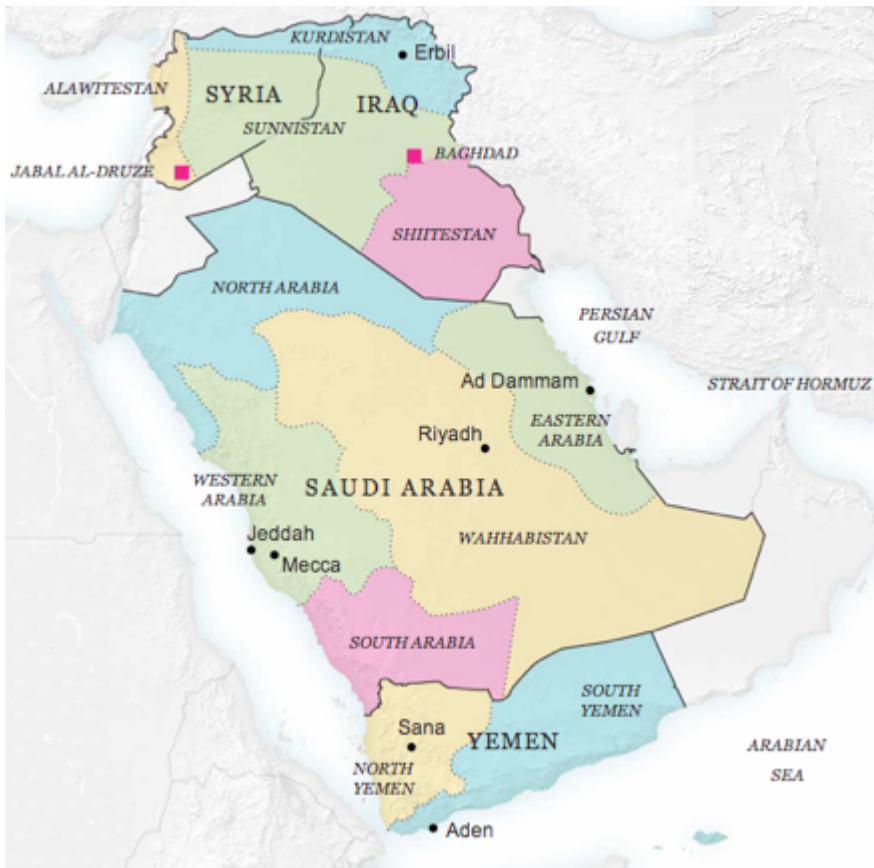 KURDISTAN
Erbil
ALAWITESTAN
SYRIA
IRAQ
SUNNISTAN
BAGHDAD
JABAL AL-DRUZE
SHIITESTAN
NORTH ARABIA
PERSIAN
GULF
Ad Dammam
STRAIT OF HORMUZ
EASTERN
ARABIA
Riyadh
WESTERN
ARABIA
SAUDI ARABIA
Jeddah
WAHHABISTAN
Mecca
SOUTH ARABIA
SOUTH
YEMEN
Sana
YEMEN
ARABIAN
SEA
NORTH
YEMEN
Aden